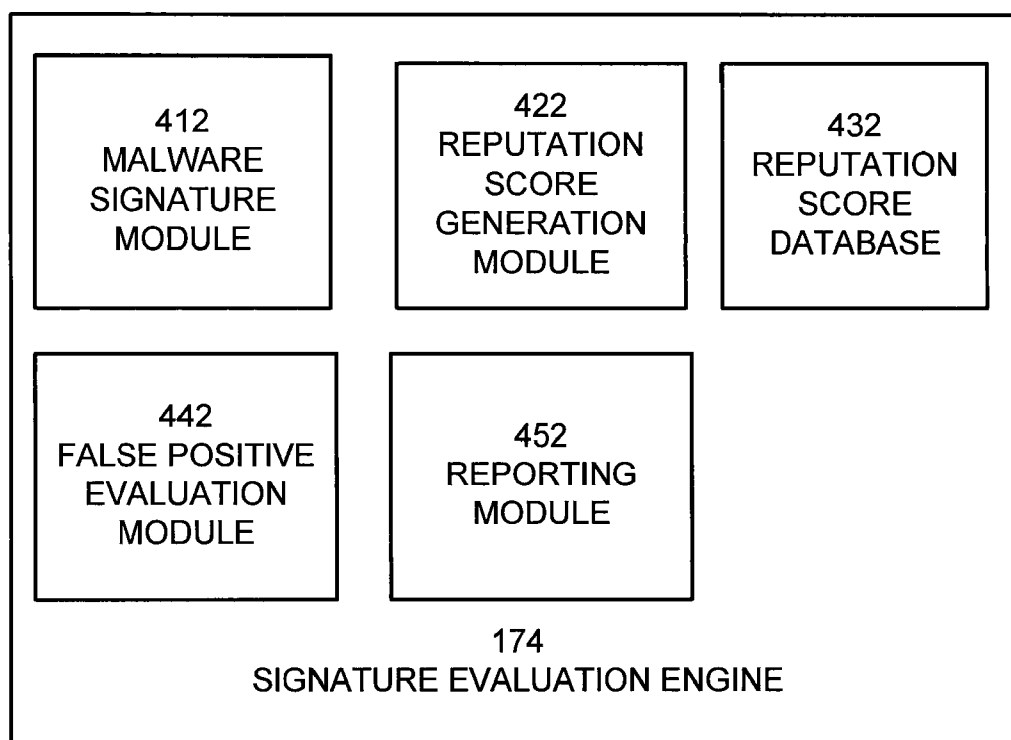 412
MALWARE
SIGNATURE
MODULE
422
REPUTATION
SCORE
GENERATION
MODULE
432
REPUTATION
SCORE
DATABASE
442
FALSE POSITIVE
EVALUATION
MODULE
452
REPORTING
MODULE
174
SIGNATURE EVALUATION ENGINE